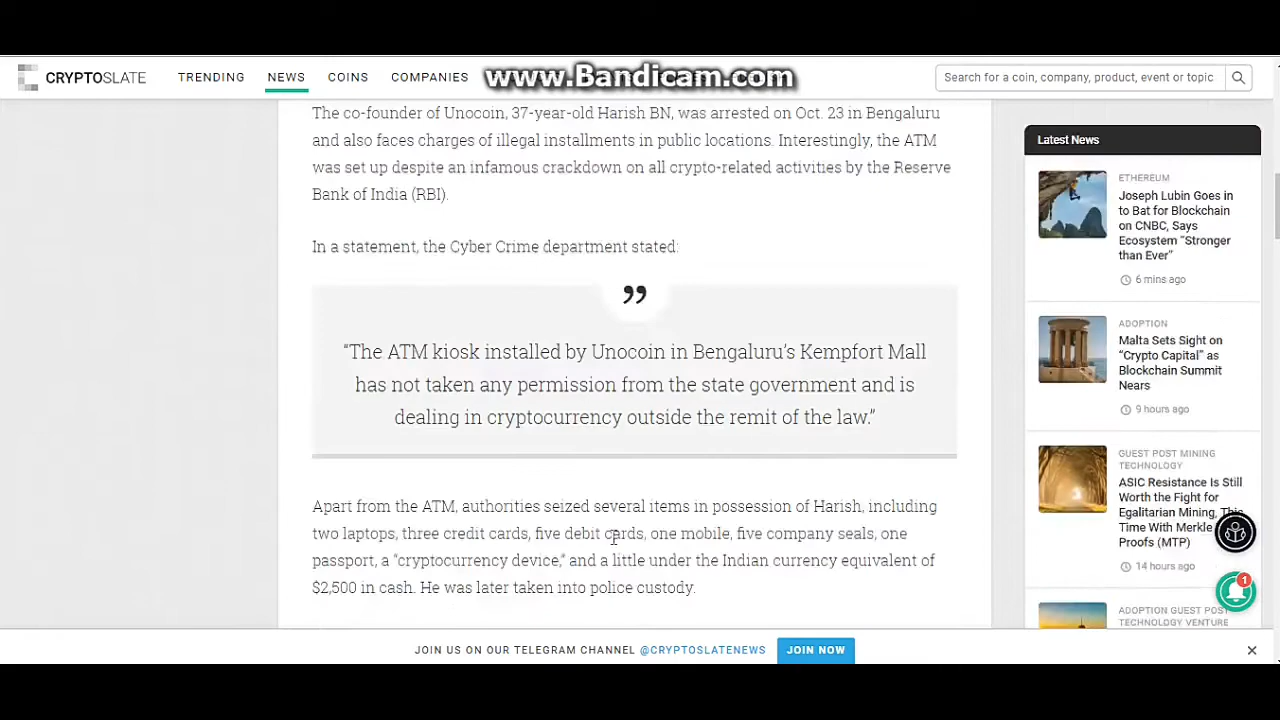 CRYPTOSLATE
TRENDING NEWS COINS COMPANIES
www.Bandicam.com
Search for a coin, company, product, event or topic
The co-founder of Unocoin, 37-year-old Harish BN, was arrested on Oct. 23 in Bengaluru
and also faces charges of illegal installments in public locations. Interestingly, the ATM
was set up despite an infamous crackdown on all crypto-related activities by the Reserve
Bank of India (RBI).
In a statement, the Cyber Crime department stated:
”
“The ATM kiosk installed by Unocoin in Bengaluru’s Kempfort Mall
has not taken any permission from the state government and is
dealing in cryptocurrency outside the remit of the law.”
Apart from the ATM, authorities seized several items in possession of Harish, including
two laptops, three credit cards, five debit cards, one mobile, five company seals, one
passport, a “cryptocurrency device,” and a little under the Indian currency equivalent of
$2,500 in cash. He was later taken into police custody.
Latest News
ETHEREUM
Joseph Lubin Goes in
to Bat for Blockchain
on CNBC, Says
Ecosystem “Stronger
than Ever”
6 mins ago
ADOPTION
Malta Sets Sight on
“Crypto Capital” as
Blockchain Summit
Nears
9 hours ago
GUEST POST MINING
TECHNOLOGY
ASIC Resistance Is Still
Worth the Fight for
Egalitarian Mining, This
Time With Merkle
Proofs (MTP)
14 hours ago
1
ADOPTION GUEST POST
TECHNOLOGY VENTURE
JOIN US ON OUR TELEGRAM CHANNEL @CRYPTOSLATENEWS JOIN NOW